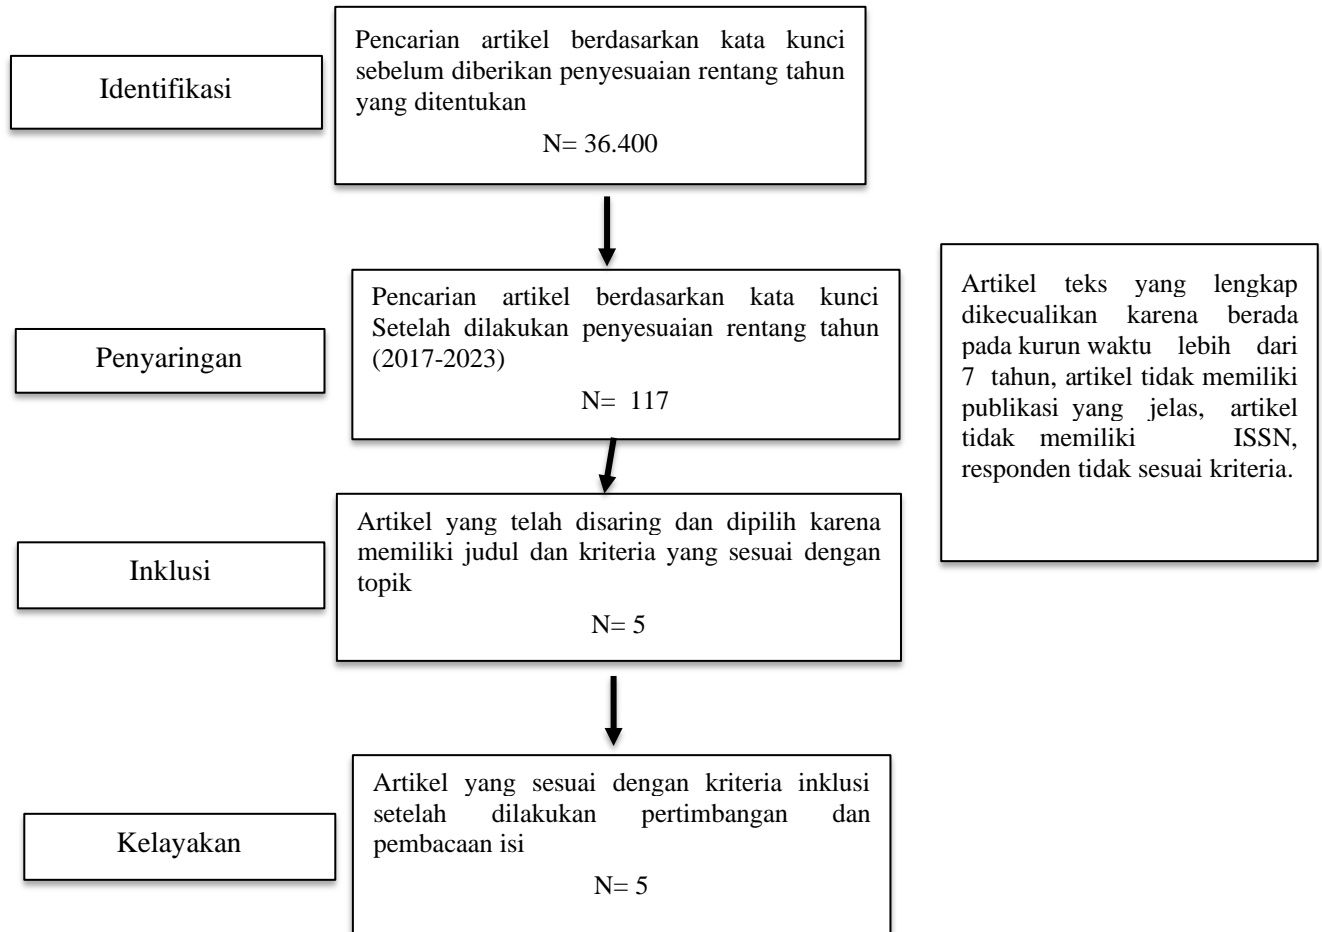 Identifikasi
Pencarian artikel berdasarkan kata kunci
sebelum diberikan penyesuaian rentang tahun
yang ditentukan
N= 36.400
Penyaringan
Pencarian artikel berdasarkan kata kunci
Setelah dilakukan penyesuaian rentang tahun
(2017-2023)
N= 117
Artikel teks yang lengkap
dikecualikan karena berada
pada kurun waktu lebih dari
7 tahun, artikel tidak memiliki
publikasi yang jelas, artikel
tidak memiliki ISSN,
responden tidak sesuai kriteria.
Inklusi
Artikel yang telah disaring dan dipilih karena
memiliki judul dan kriteria yang sesuai dengan
topik
N= 5
Kelayakan
Artikel yang sesuai dengan kriteria inklusi
setelah dilakukan pertimbangan dan
pembacaan isi
N= 5